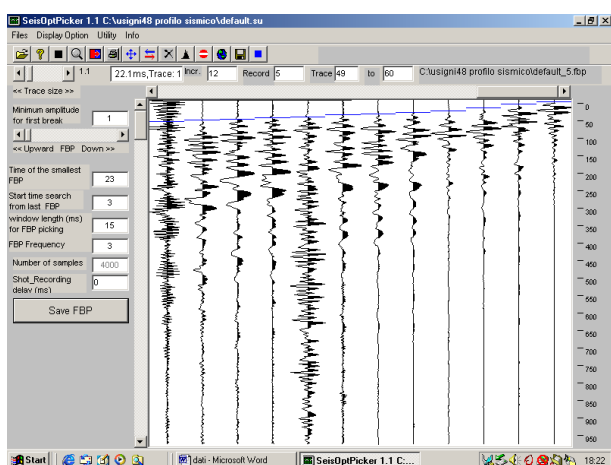 SeisOptPicker 1.1 C:\usigni48 profilo sismico\default.su
Files Display Option Utility Info
1.1 22.1ms,Trace: 1 Incr. 12 Record 5 Trace 49 to 60 C:\usigni48 profilo sismico\default_5.fbp
<< Trace size >>
Minimum amplitude
for first break 1
<< Upward FBP Down >>
Time of the smallest
FBP 23
Start time search
from last FBP 3
window length (ms)
for FBP picking 15
FBP Frequency 3
Number of samples 4000
Shot_Recording
delay (ms) 0
Save FBP
0
50
100
150
200
250
300
350
400
450
500
550
600
650
700
750
800
850
900
950
Start dati - Microsoft Word SeisOptPicker 1.1 C:... 18:22